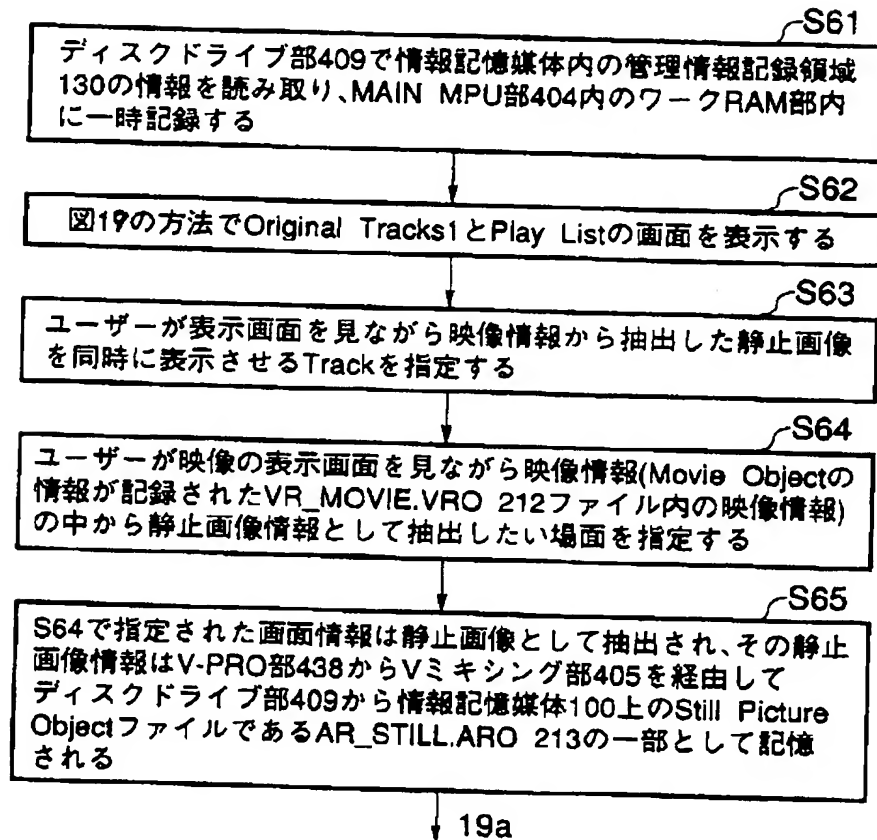 S61
ディスクドライブ部409で情報記憶媒体内の管理情報記録領域
130の情報を読み取り、MAIN MPU部404内のワークRAM部内
に一時記録する
S62
図19の方法でOriginal Tracks1とPlay Listの画面を表示する
S63
ユーザーが表示画面を見ながら映像情報から抽出した静止画像
を同時に表示させるTrackを指定する
S64
ユーザーが映像の表示画面を見ながら映像情報(Movie Objectの
情報が記録されたVR_MOVIE.VRO 212ファイル内の映像情報)
の中から静止画像情報として抽出したい場面を指定する
S65
S64で指定された画面情報は静止画像として抽出され、その静止
画像情報はV-PRO部438からVミキシング部405を経由して
ディスクドライブ部409から情報記憶媒体100上のStill Picture
ObjectファイルであるAR_STILL.ARO 213の一部として記憶
される
19a